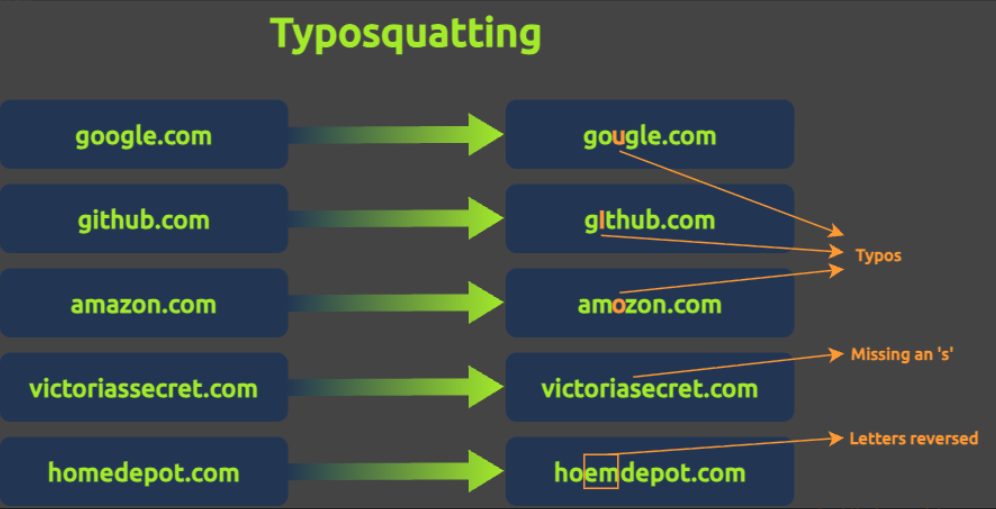 Typosquatting
google.com
gougle.com
github.com
gIthub.com
Typos
amazon.com
amozon.com
Missing an 's'
victoriassecret.com
victoriasecret.com
Letters reversed
homedepot.com
hoemdepot.com